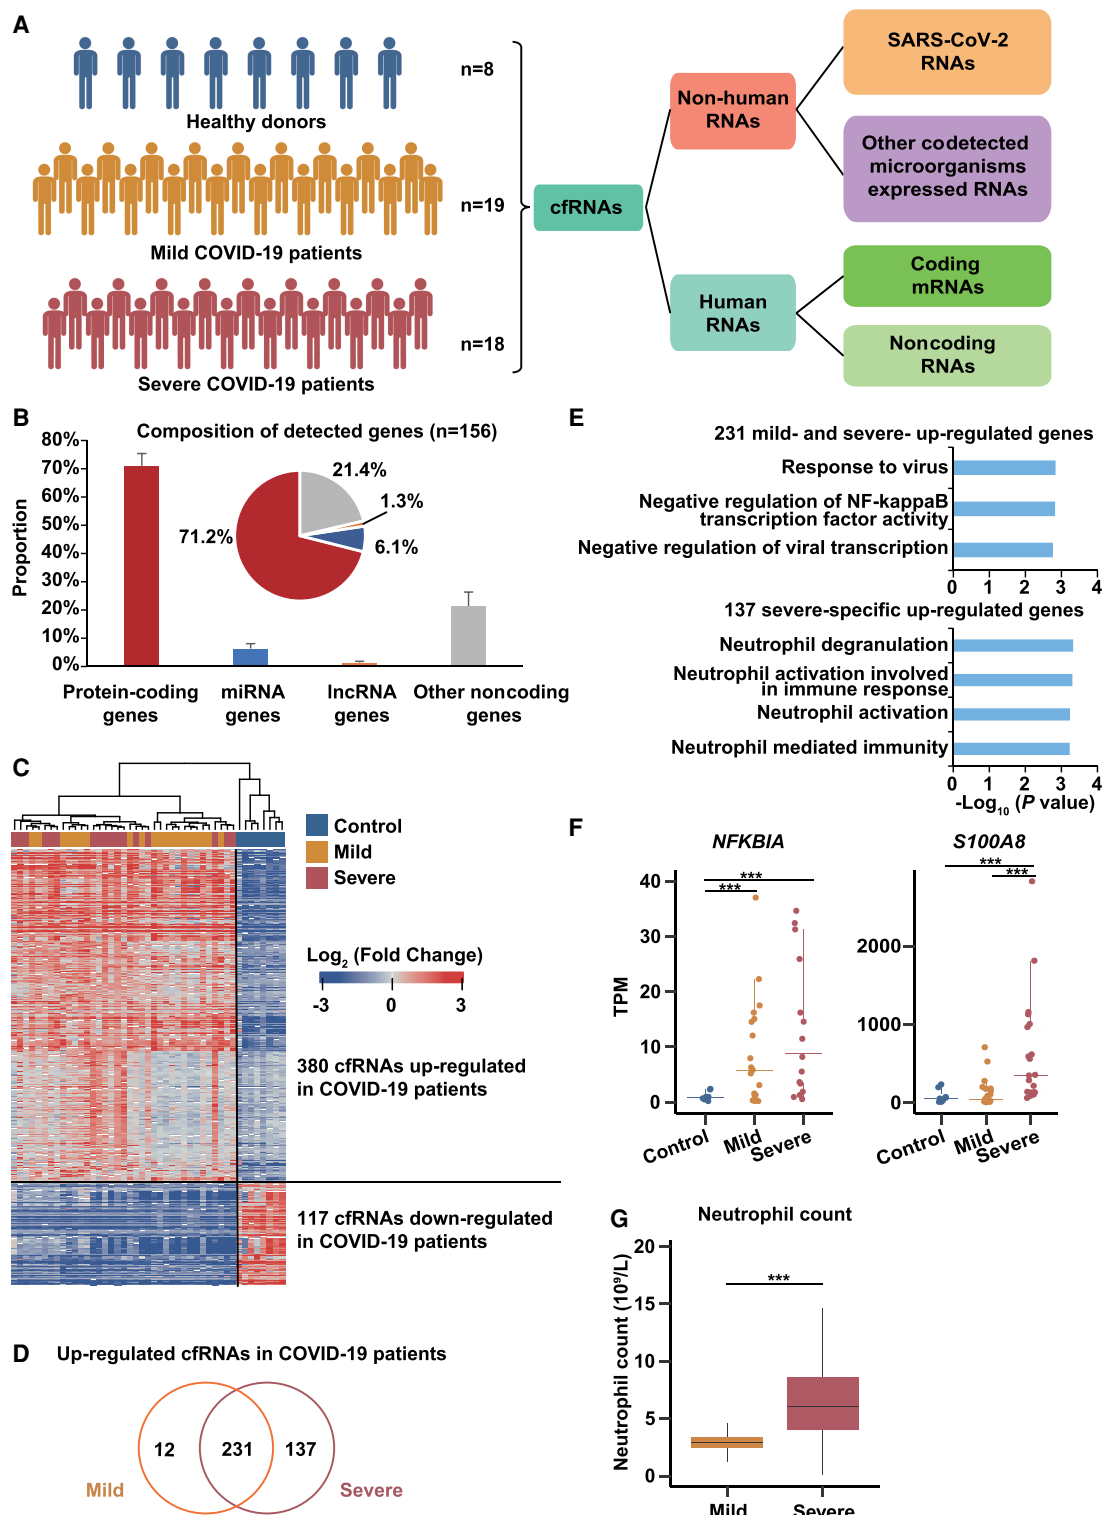 A
n=8
Healthy donors
n=19
Mild COVID-19 patients
n=18
Severe COVID-19 patients
cfRNAs
Non-human
RNAs
Human
RNAs
SARS-CoV-2
RNAs
Other codetected
microorganisms
expressed RNAs
Coding
mRNAs
Noncoding
RNAs
B
Composition of detected genes (n=156)
Proportion
80%
70%
60%
50%
40%
30%
20%
10%
0%
21.4%
1.3%
6.1%
71.2%
Protein-coding
genes
miRNA
genes
lncRNA
genes
Other noncoding
genes
C
Control
Mild
Severe
Log2 (Fold Change)
-3 0 3
380 cfRNAs up-regulated
in COVID-19 patients
117 cfRNAs down-regulated
in COVID-19 patients
D
Up-regulated cfRNAs in COVID-19 patients
12 231 137
Mild
Severe
E
231 mild- and severe- up-regulated genes
Response to virus
Negative regulation of NF-kappaB
transcription factor activity
Negative regulation of viral transcription
0 1 2 3 4
137 severe-specific up-regulated genes
Neutrophil degranulation
Neutrophil activation involved
in immune response
Neutrophil activation
Neutrophil mediated immunity
0 1 2 3 4
-Log10 (P value)
F
NFKBIA
***
***
TPM
40
30
20
10
0
Control
Mild
Severe
S100A8
***
***
2000
1000
0
Control
Mild
Severe
G
Neutrophil count
***
Neutrophil count (10⁹/L)
20
15
10
5
0
Mild
Severe